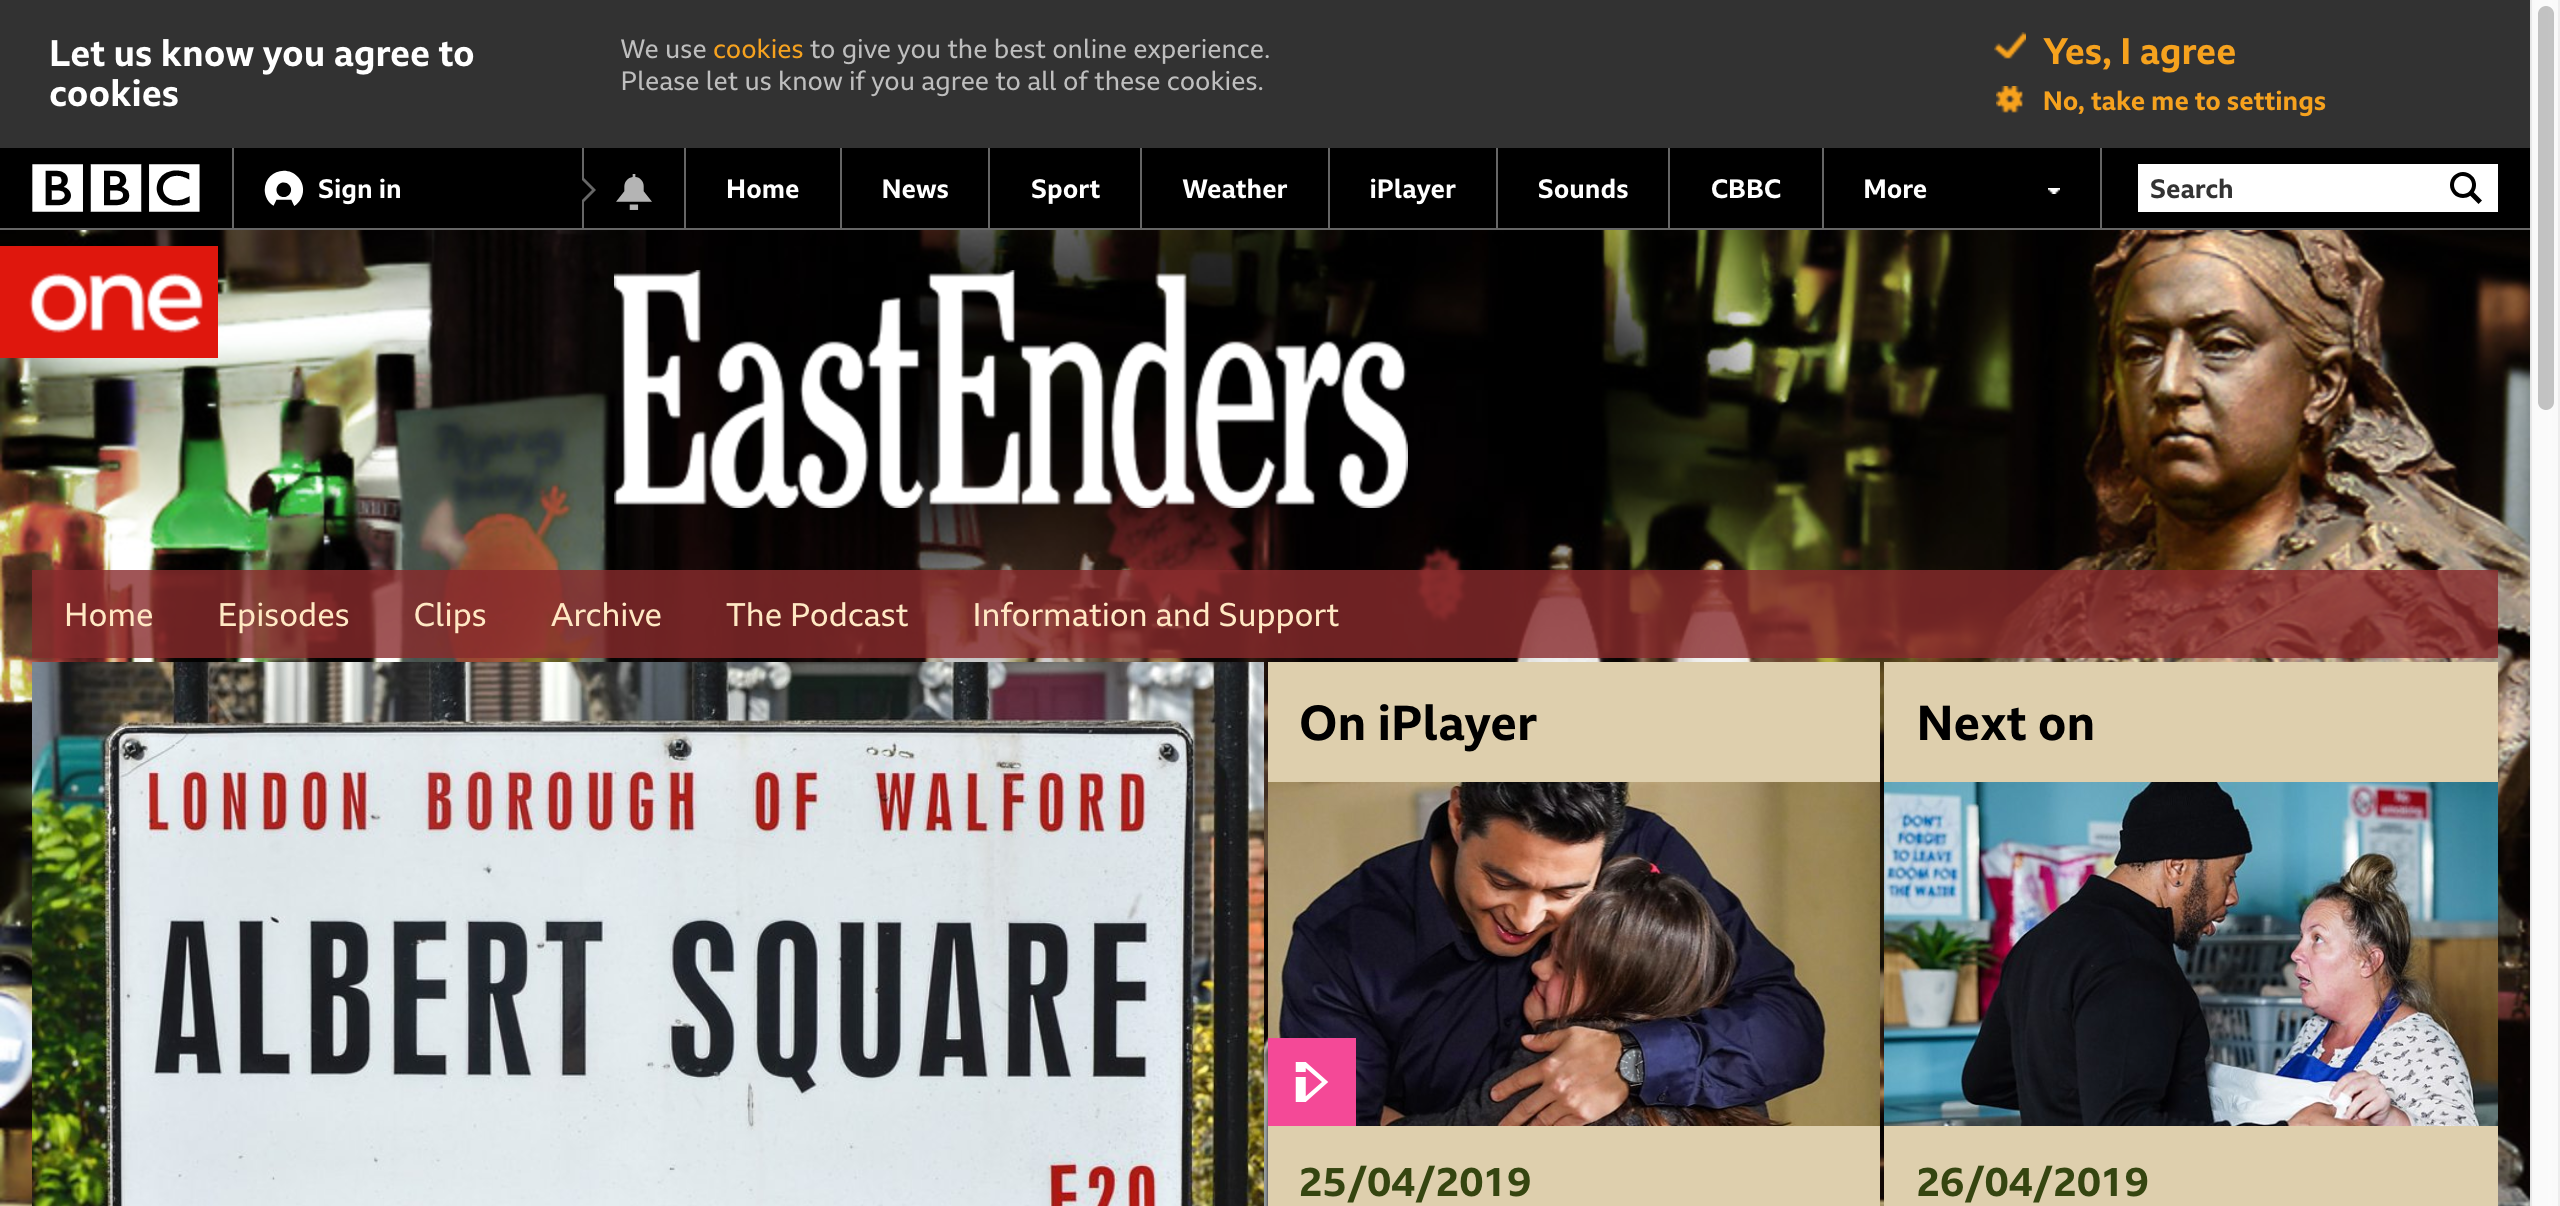 Let us know you agree to
cookies
We use cookies to give you the best online experience.
Please let us know if you agree to all of these cookies.
Yes, I agree
No, take me to settings
BBC
Sign in
Home
News
Sport
Weather
iPlayer
Sounds
CBBC
More
Search
one
EastEnders
Home
Episodes
Clips
Archive
The Podcast
Information and Support
LONDON BOROUGH OF WALFORD
ALBERT SQUARE
E20
On iPlayer
25/04/2019
Next on
DON'T
FORGET
TO LEAVE
ROOM FOR
THE WATER
No
smoking
26/04/2019